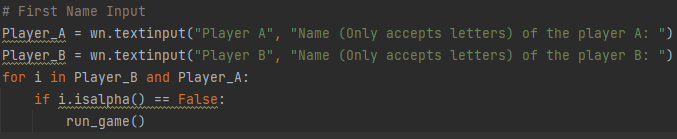 # First Name Input
Player_A = wn.textinput("Player A", "Name (Only accepts letters) of the player A: ")
Player_B = wn.textinput("Player B", "Name (Only accepts letters) of the player B: ")
for i in Player_B and Player_A:
    if i.isalpha() == False:
        run_game()